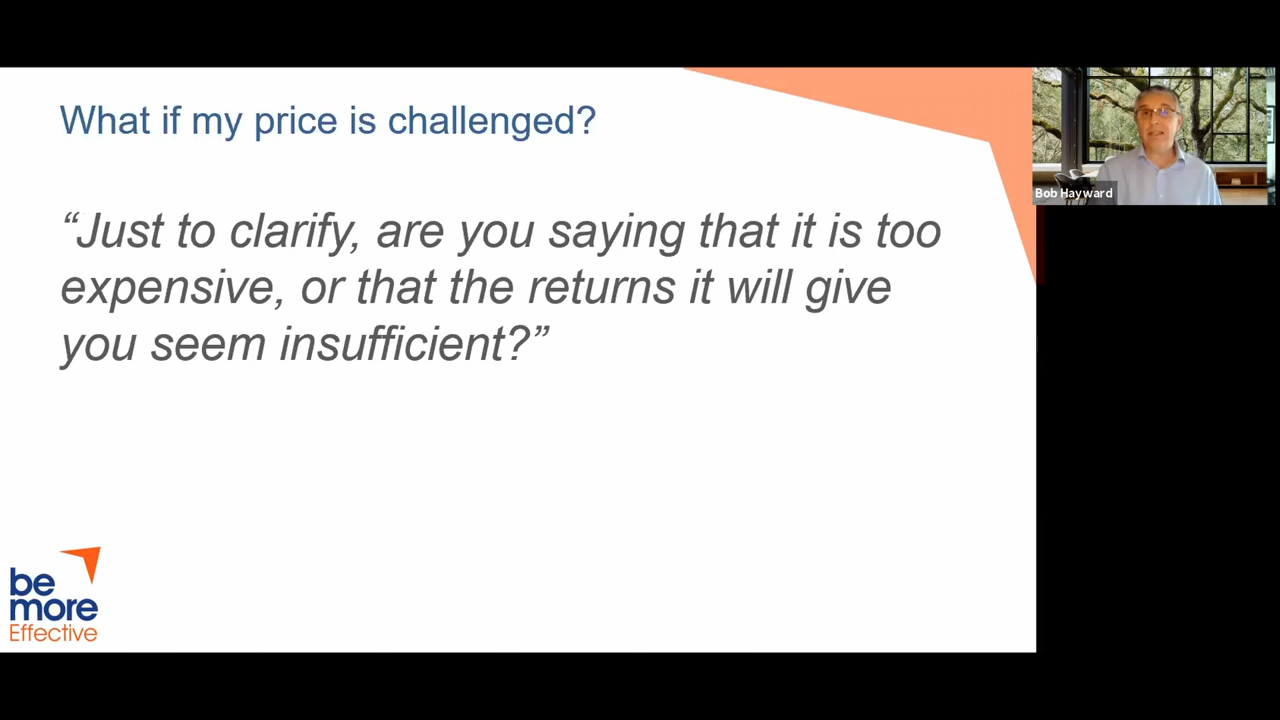 What if my price is challenged?
“Just to clarify, are you saying that it is too
expensive, or that the returns it will give
you seem insufficient?”
Bob Hayward
be
more
Effective